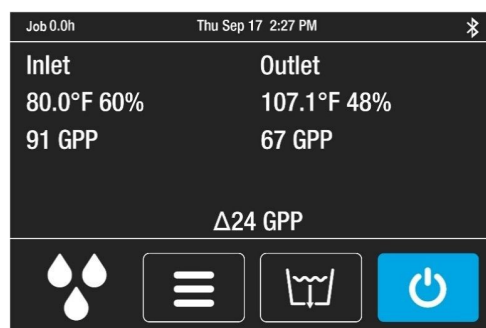 Job 0.0h Thu Sep 17 2:27 PM
Inlet Outlet
80.0°F 60% 107.1°F 48%
91 GPP 67 GPP
Δ24 GPP